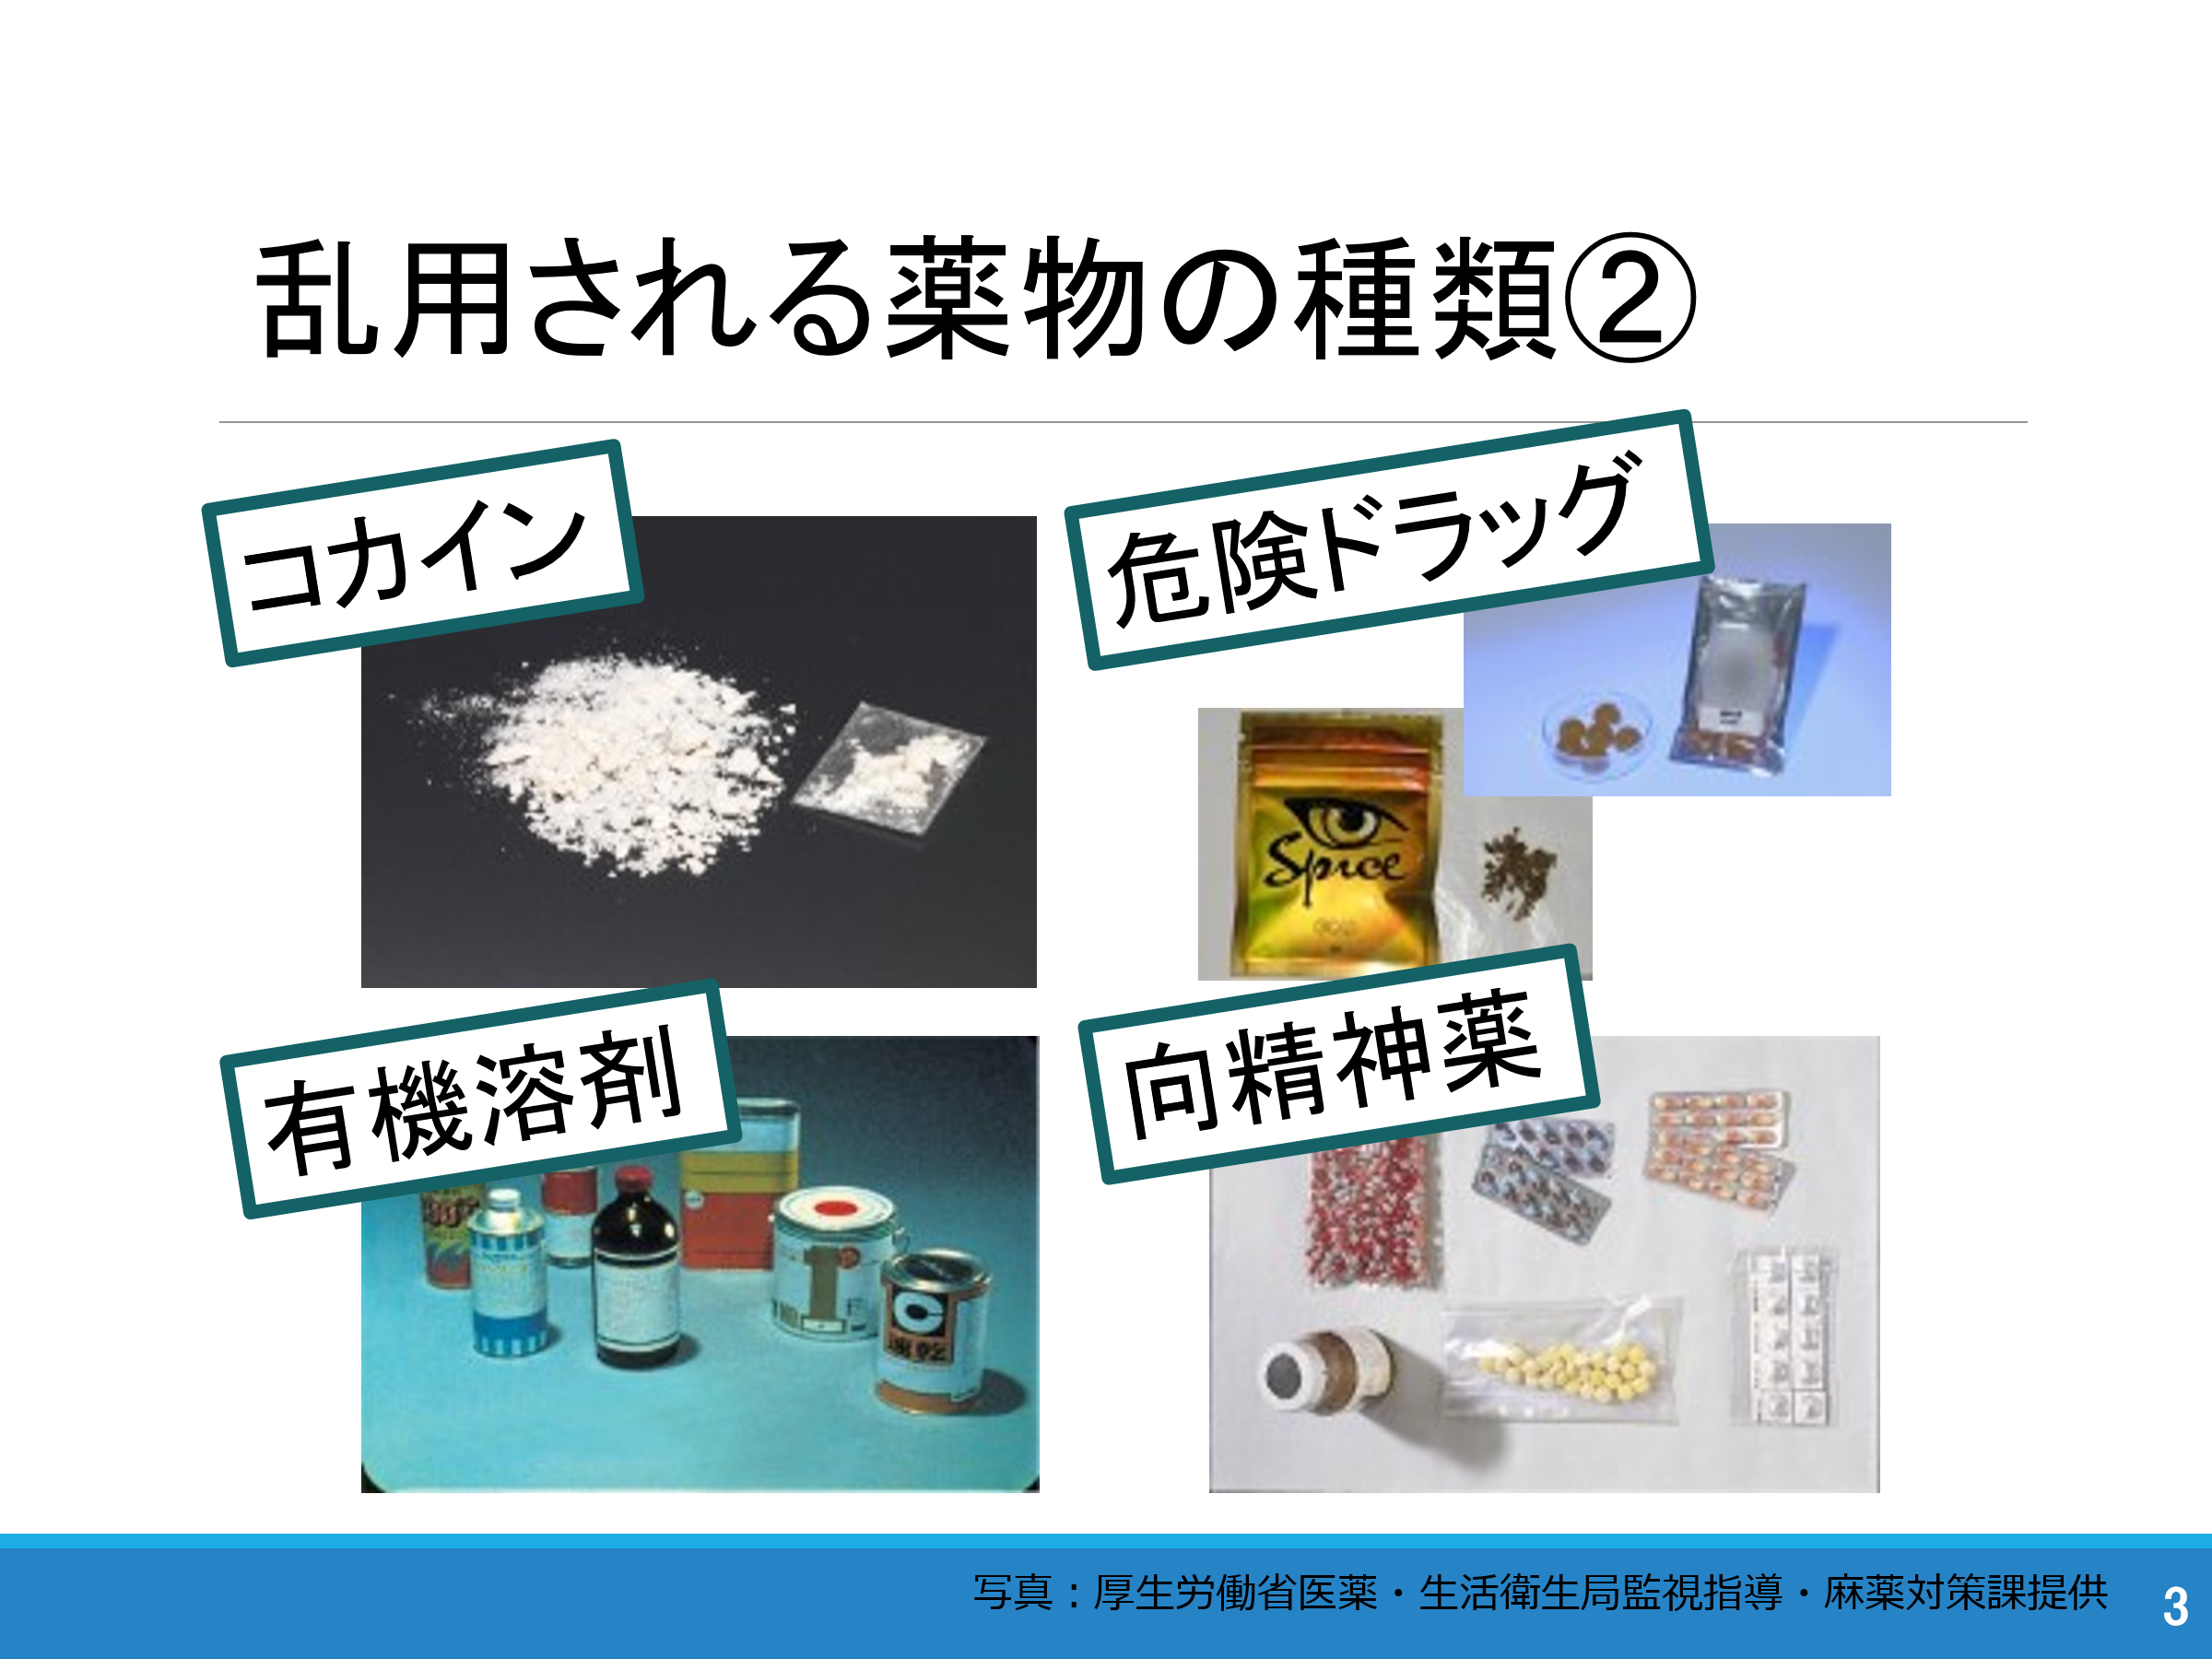 乱用される薬物の種類②
コカイン
危険ドラッグ
Spice
有機溶剤
向精神薬
C
速乾
写真：厚生労働省医薬・生活衛生局監視指導・麻薬対策課提供
3